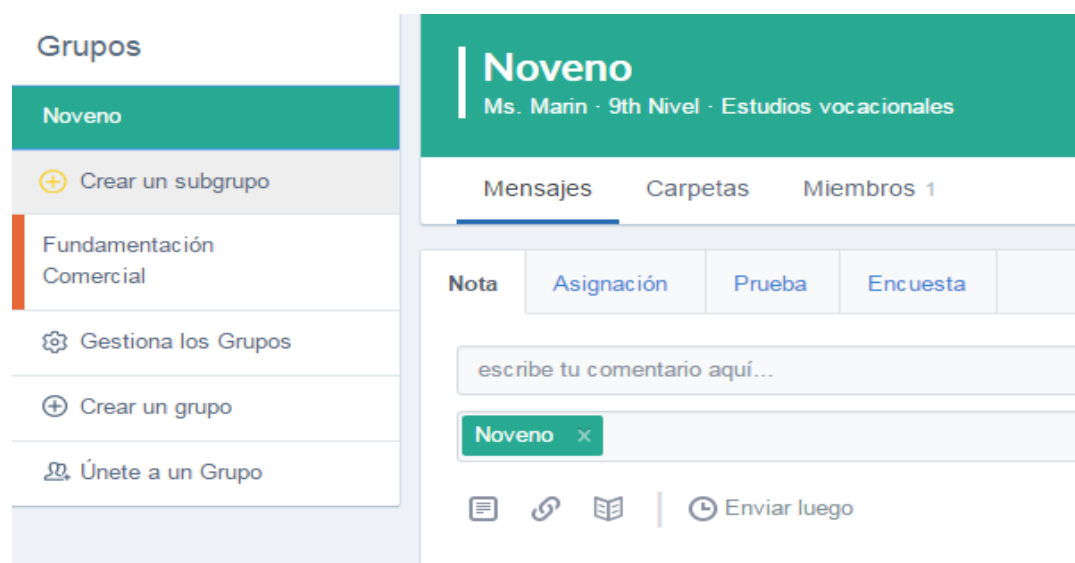 Grupos
Noveno
Crear un subgrupo
Fundamentación
Comercial
Gestiona los Grupos
Crear un grupo
Únete a un Grupo
Noveno
Ms. Marin · 9th Nivel · Estudios vocacionales
Mensajes Carpetas Miembros 1
Nota Asignación Prueba Encuesta
escribe tu comentario aquí...
Noveno ×
Enviar luego